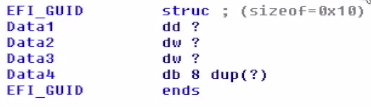 EFI_GUID struc ; (sizeof=0x10)
Data1 dd ?
Data2 dw ?
Data3 dw ?
Data4 db 8 dup(?)
EFI_GUID ends